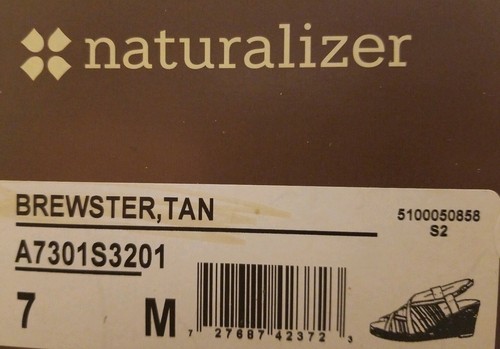 naturalizer
BREWSTER,TAN
5100050858
S2
A7301S3201
7 M
7 27687 42372 3